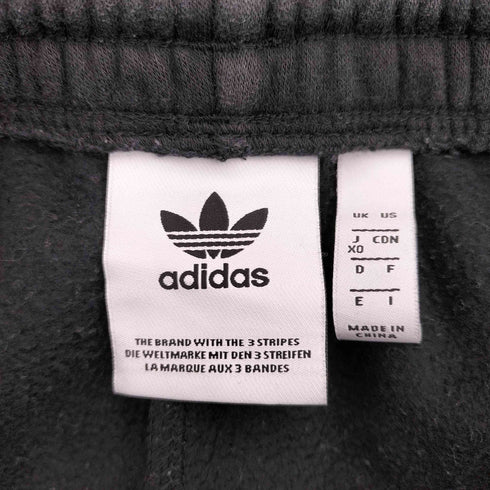 adidas
THE BRAND WITH THE 3 STRIPES
DIE WELTMARKE MIT DEN 3 STREIFEN
LA MARQUE AUX 3 BANDES
UK US
J CDN
XO
D F
E I
MADE IN
CHINA